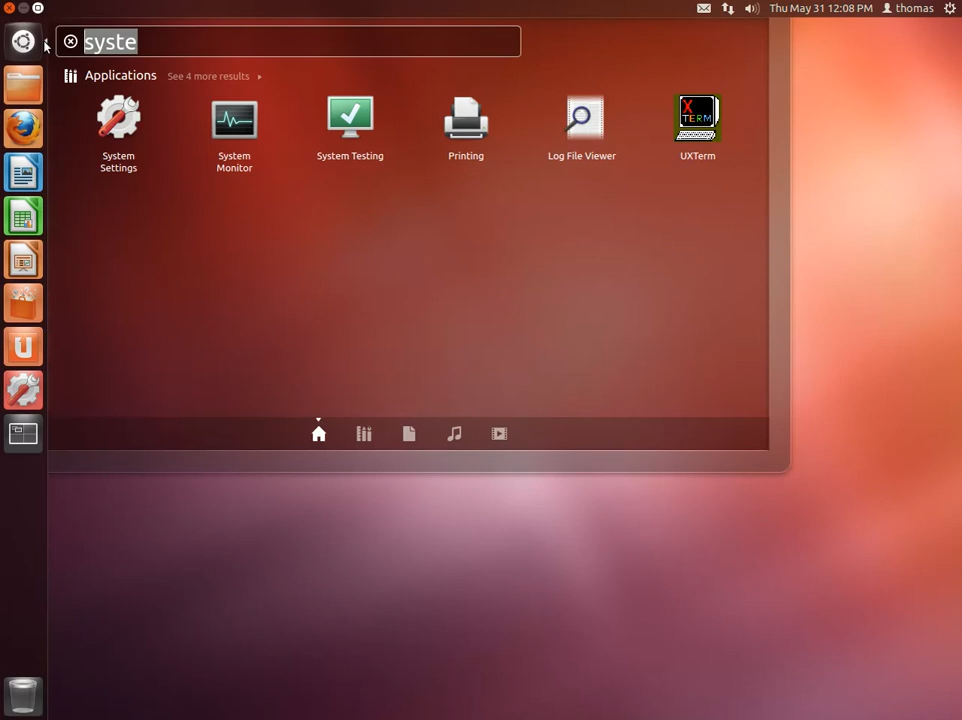 Thu May 31 12:08 PM thomas
syste
Applications See 4 more results
System Settings
System Monitor
System Testing
Printing
Log File Viewer
X TERM
UXTerm
U